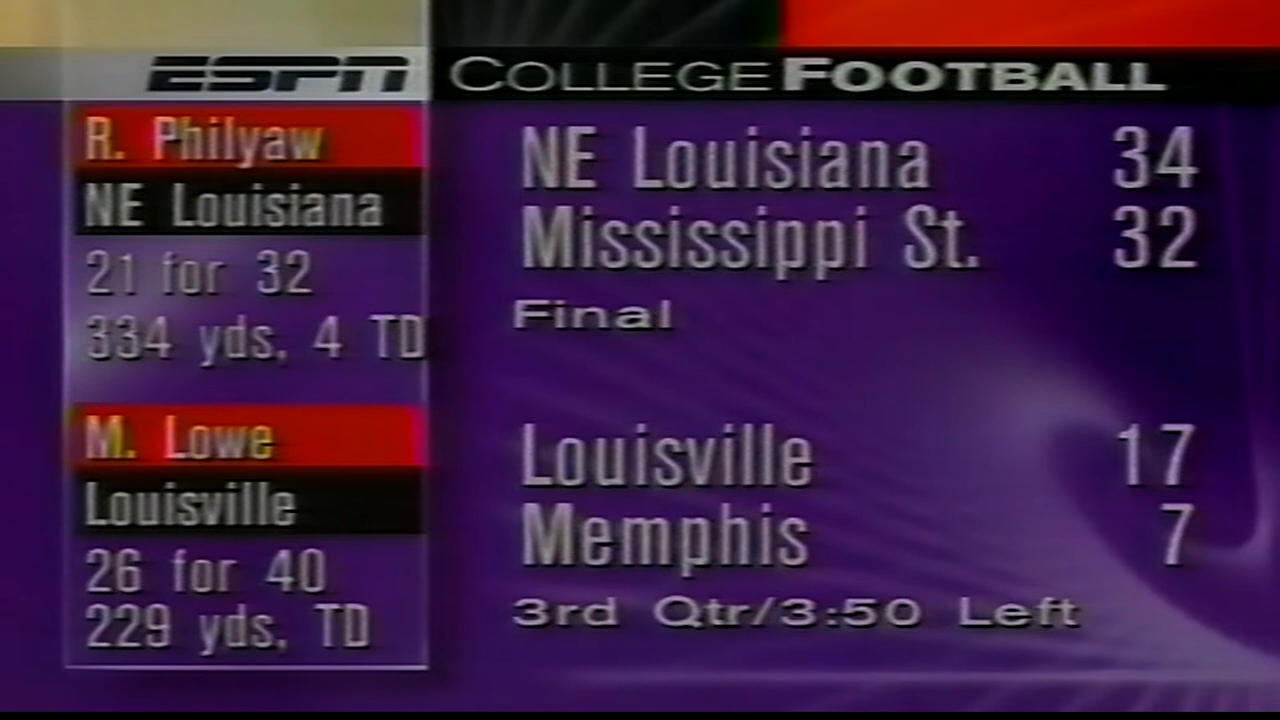 ESPN COLLEGE FOOTBALL
R. Philyaw
NE Louisiana
21 for 32
334 yds, 4 TD
NE Louisiana 34
Mississippi St. 32
Final
M. Lowe
Louisville
26 for 40
229 yds, TD
Louisville 17
Memphis 7
3rd Qtr/3:50 Left